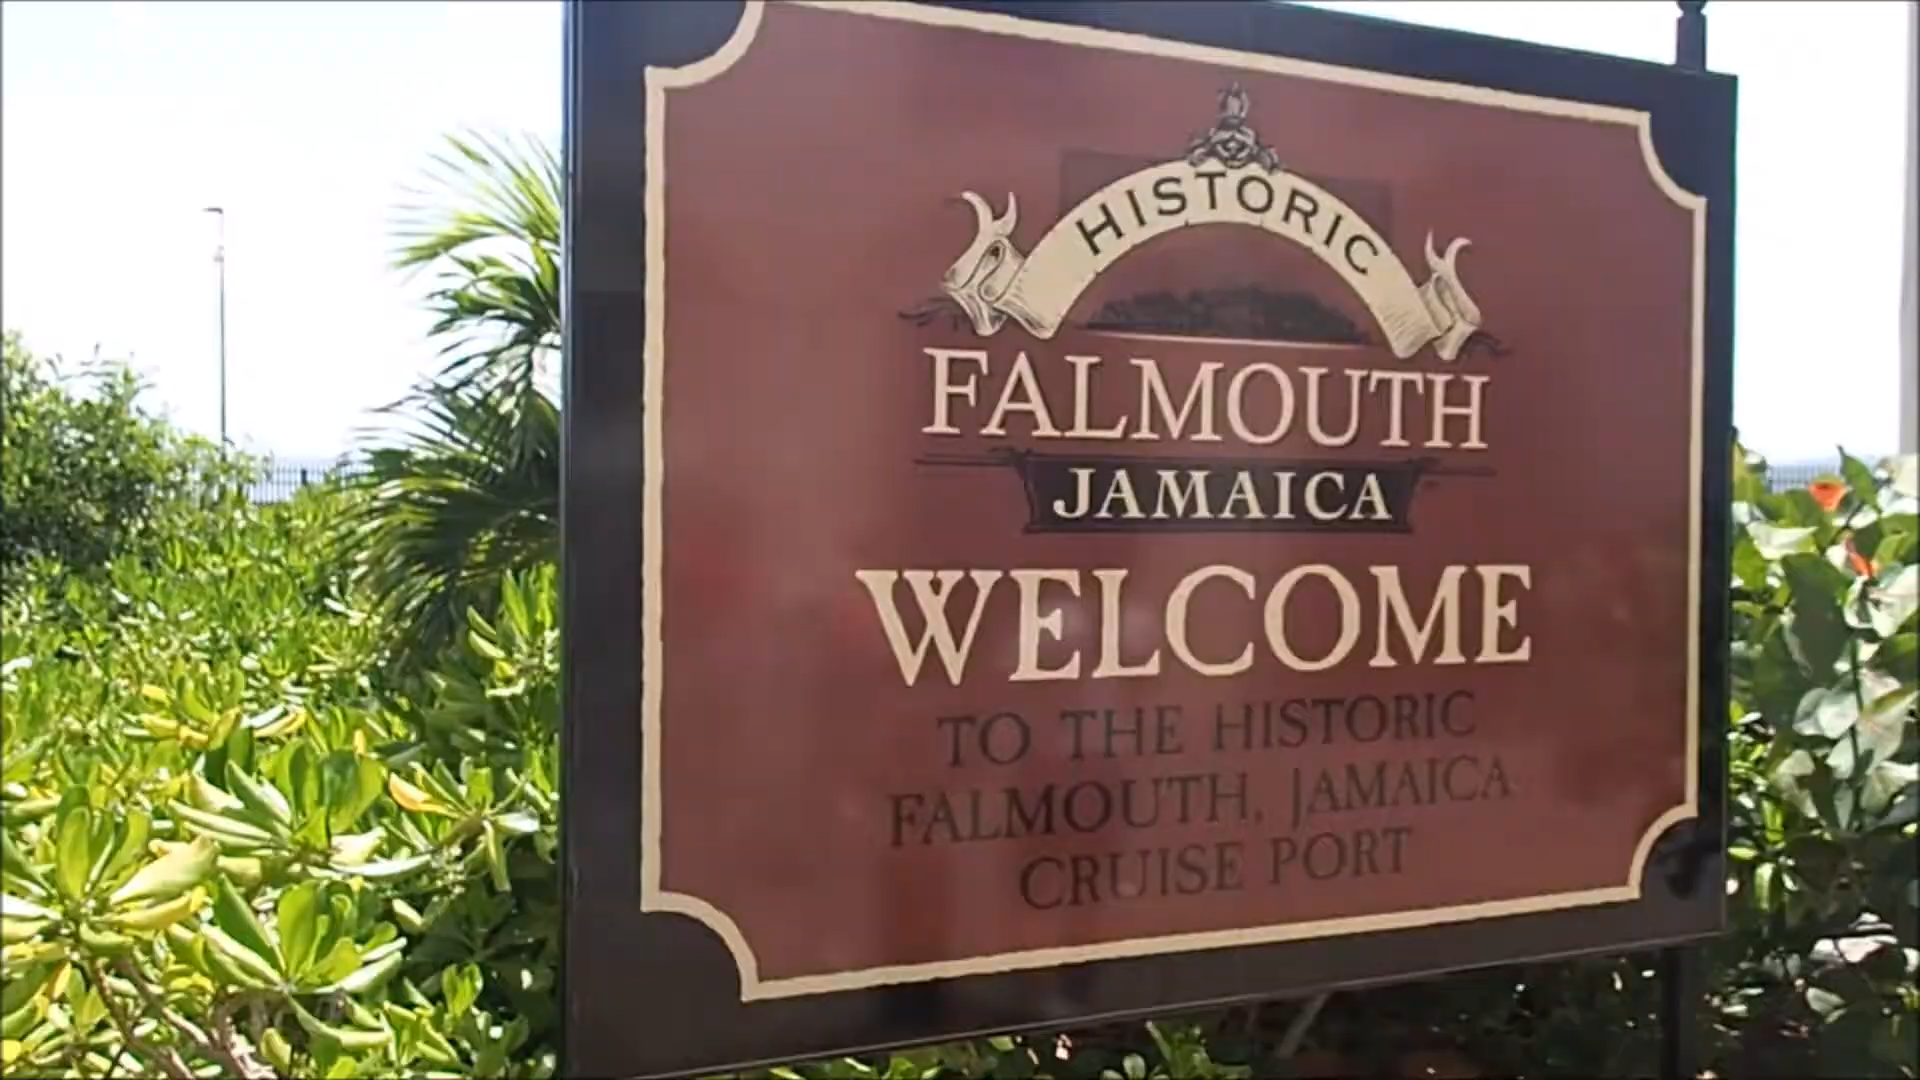 HISTORIC
FALMOUTH
JAMAICA
WELCOME
TO THE HISTORIC
FALMOUTH, JAMAICA
CRUISE PORT